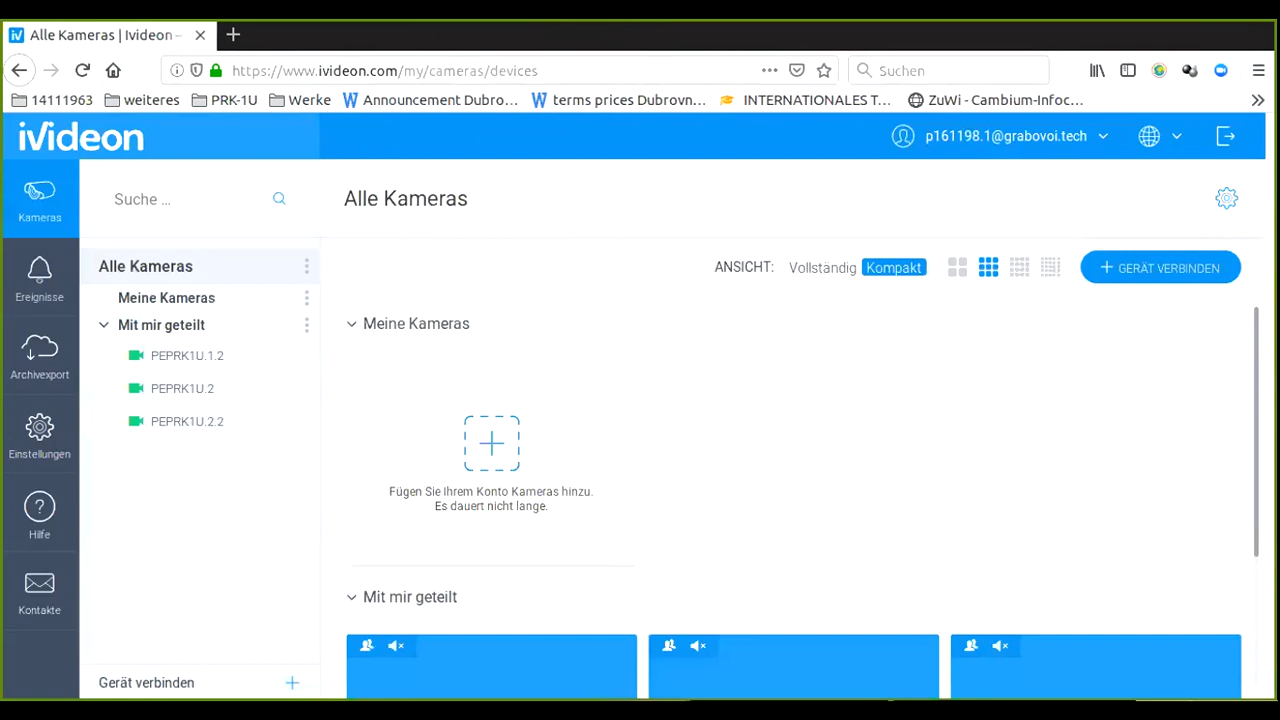 Alle Kameras | Ivideon –
https://www.ivideon.com/my/cameras/devices
Suchen
14111963
weiteres
PRK-1U
Werke
Announcement Dubro...
terms prices Dubrovn...
INTERNATIONALES T...
ZuWi - Cambium-Infoc...
iVideon
p161198.1@grabovoi.tech
Kameras
Suche ...
Alle Kameras
Ereignisse
Alle Kameras
Meine Kameras
Mit mir geteilt
PEPRK1U.1.2
PEPRK1U.2
PEPRK1U.2.2
ANSICHT:
Vollständig
Kompakt
GERÄT VERBINDEN
Meine Kameras
Archivexport
Einstellungen
Fügen Sie Ihrem Konto Kameras hinzu.
Es dauert nicht lange.
Hilfe
Kontakte
Mit mir geteilt
Gerät verbinden